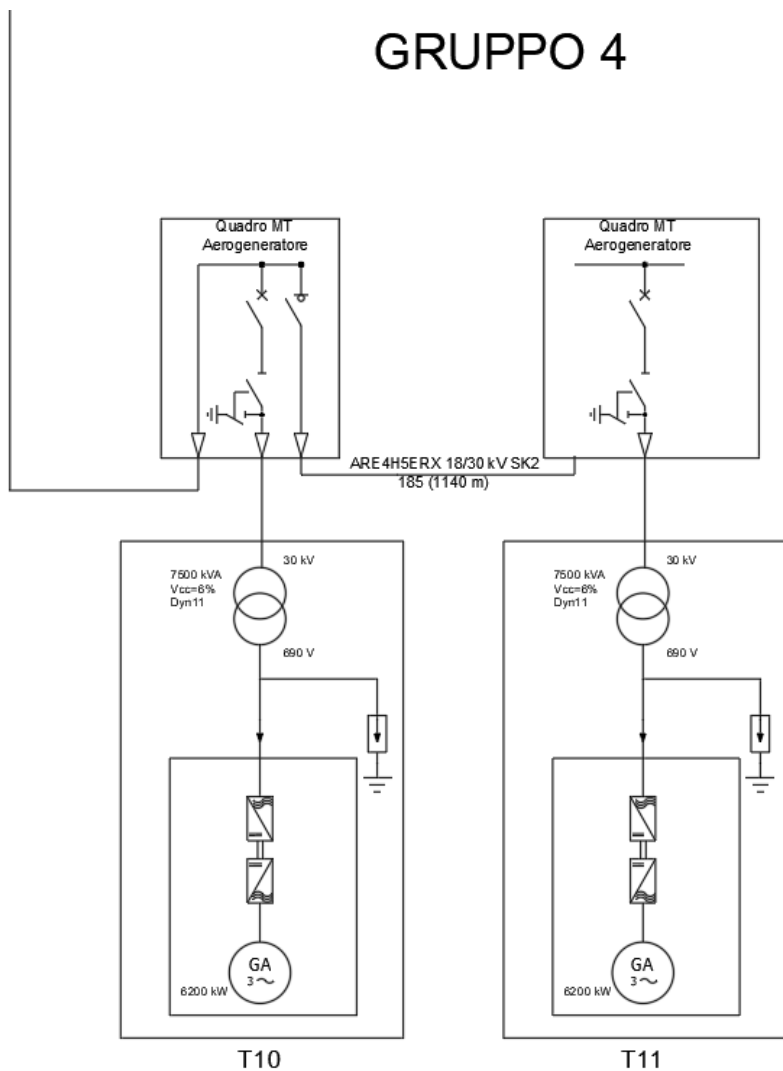 GRUPPO 4
Quadro MT
Aerogeneratore
Quadro MT
Aerogeneratore
ARE4H5ERX 18/30 kV SK2
185 (1140 m)
30 kV
7500 kVA
Vcc=6%
Dyn11
690 V
30 kV
7500 kVA
Vcc=6%
Dyn11
690 V
GA
3
6200 kW
GA
3
6200 kW
T10
T11